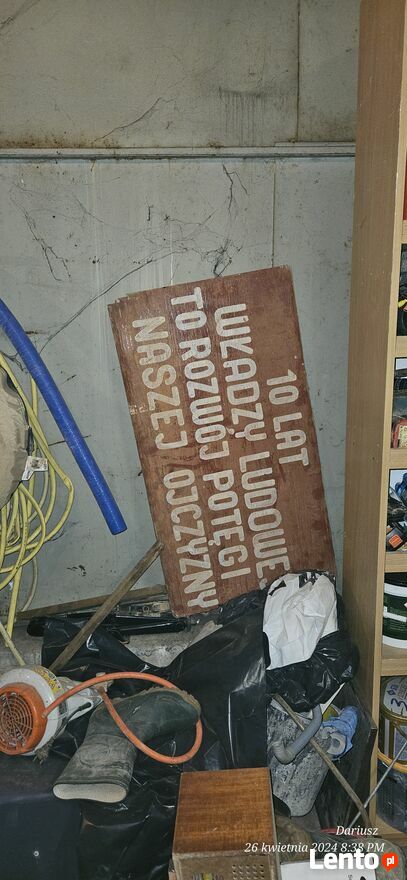 10 LAT
WŁADZY LUDOWEJ
TO ROZWÓJ POTĘGI
NASZEJ OJCZYZNY
Dariusz
26 kwietnia 2024 8:38 PM
Lento.pl